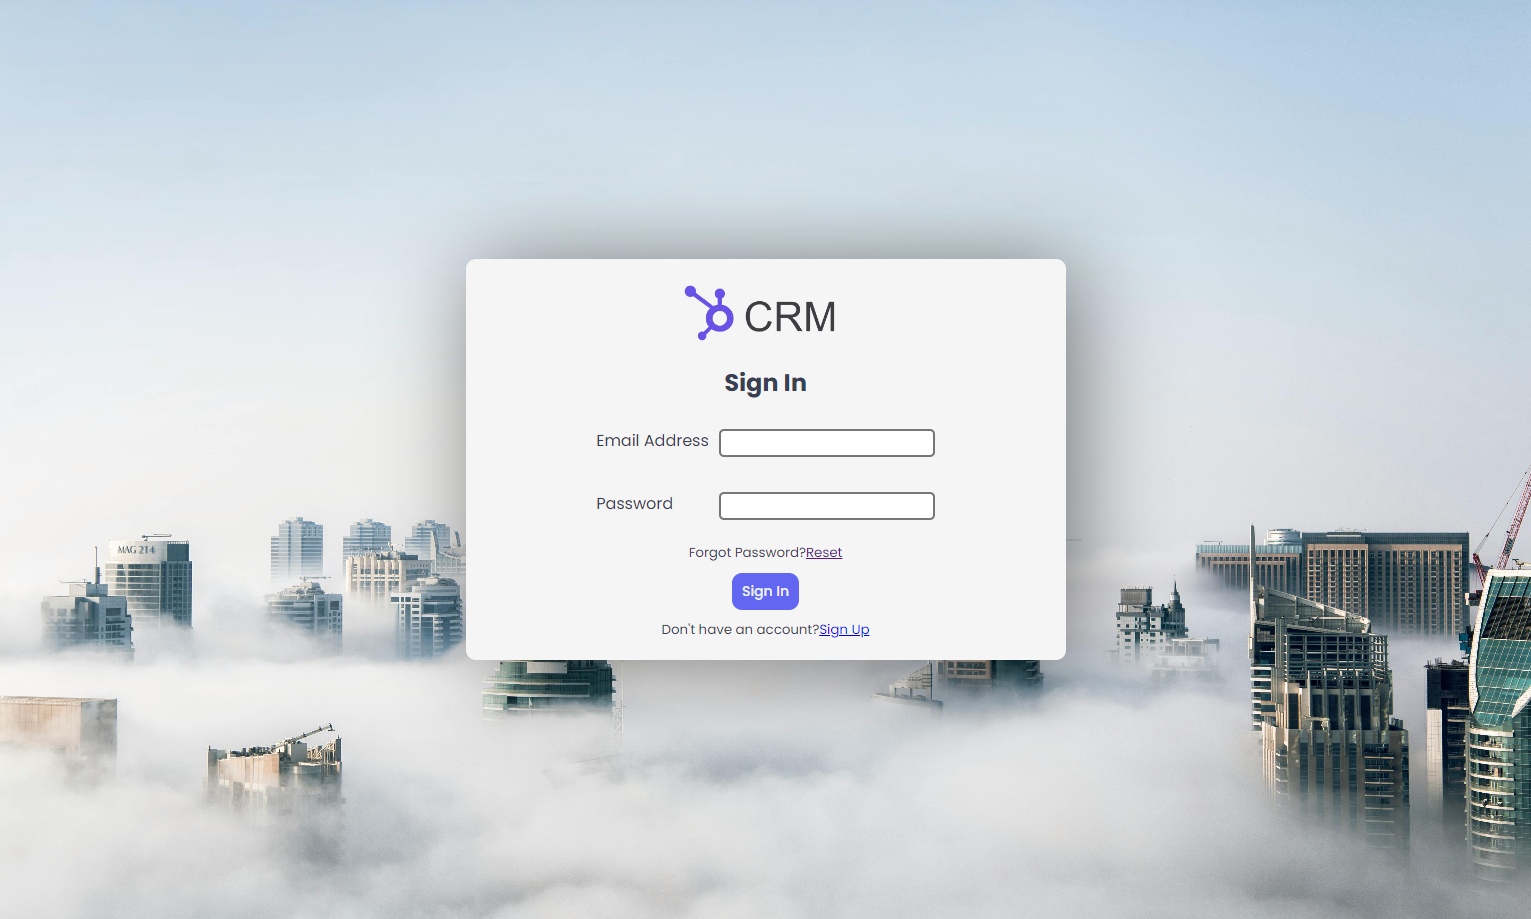 CRM
Sign In
Email Address
Password
Forgot Password?Reset
Sign In
Don't have an account?Sign Up
MAG 214